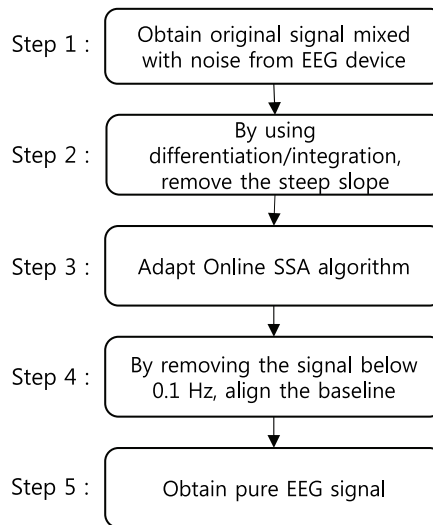 Step 1 :
Obtain original signal mixed
with noise from EEG device
Step 2 :
By using
differentiation/integration,
remove the steep slope
Step 3 :
Adapt Online SSA algorithm
Step 4 :
By removing the signal below
0.1 Hz, align the baseline
Step 5 :
Obtain pure EEG signal